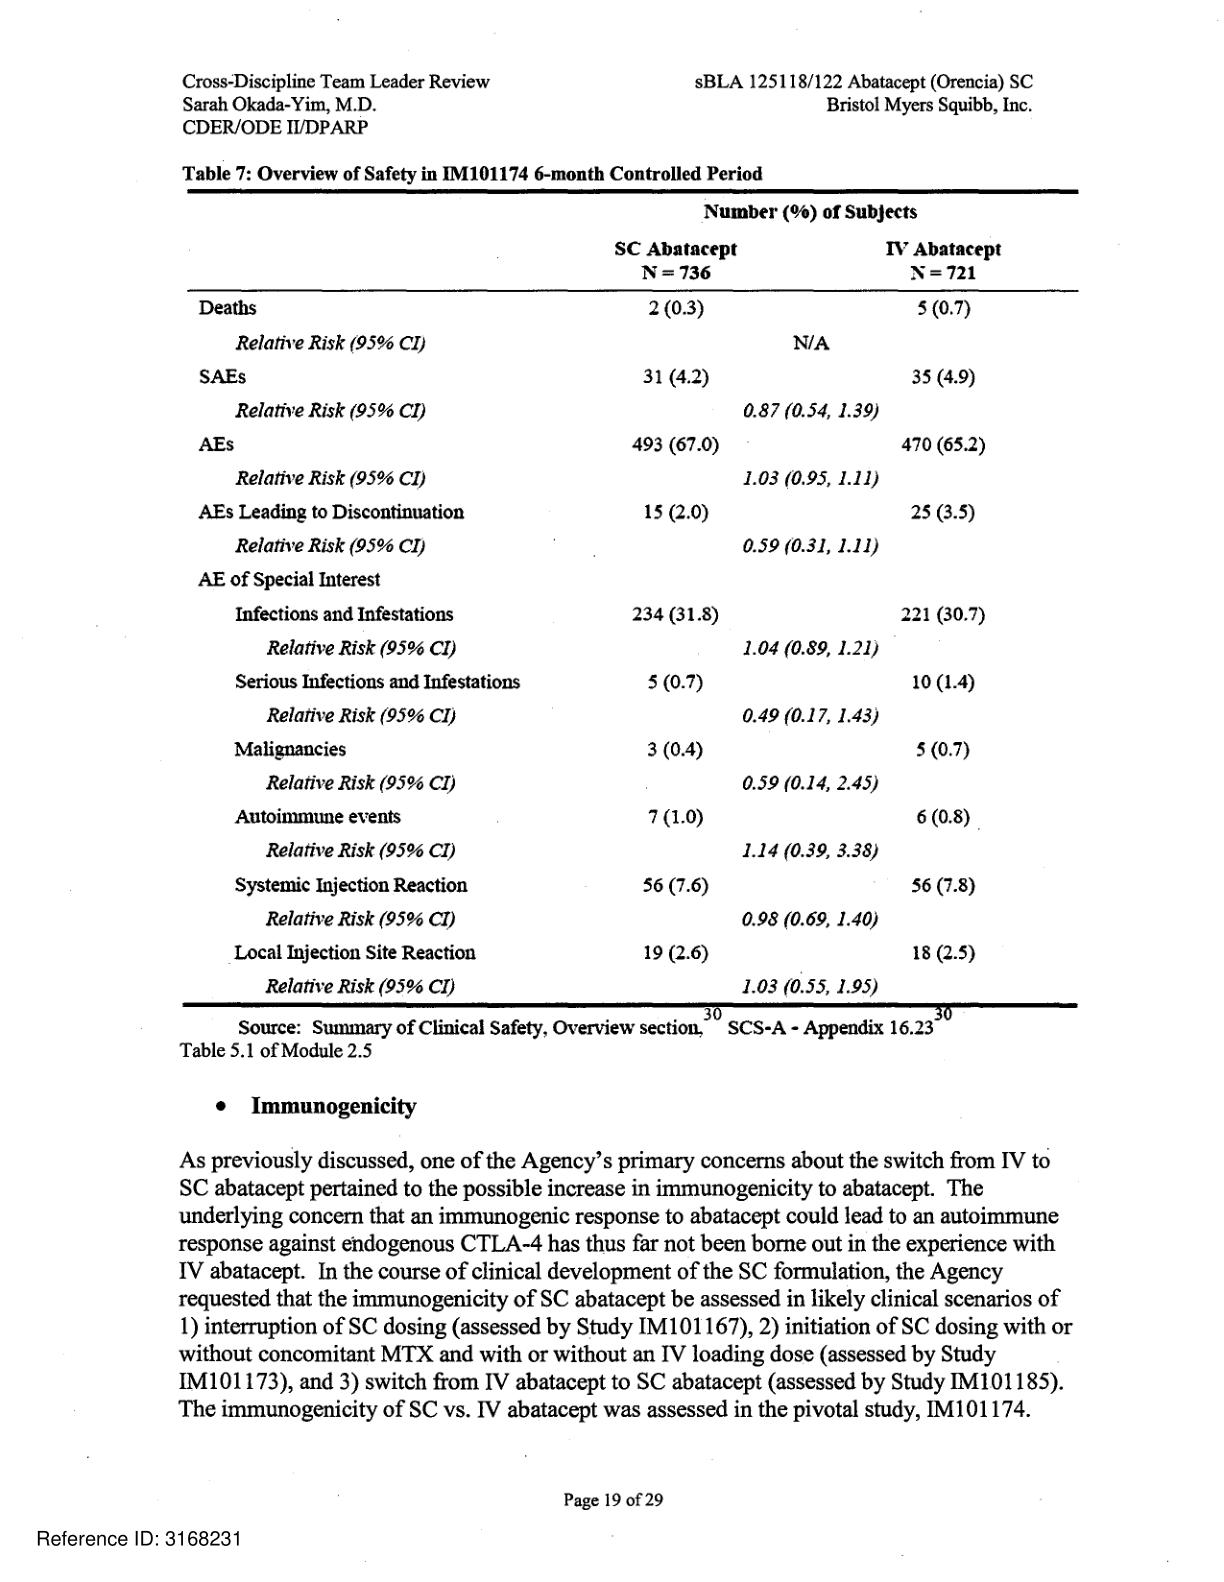 Cross-Discipline Team Leader Review
Sarah Okada-Yim, M.D.
CDER/ODE II/DPARP
sBLA 125118/122 Abatacept (Orencia) SC
Bristol Myers Squibb, Inc.
Table 7: Overview of Safety in IM101174 6-month Controlled Period
Number (%) of Subjects
SC Abatacept IV Abatacept
N = 736 N = 721
Deaths 2 (0.3) 5 (0.7)
Relative Risk (95% CI) N/A
SAEs 31 (4.2) 35 (4.9)
Relative Risk (95% CI) 0.87 (0.54, 1.39)
AEs 493 (67.0) 470 (65.2)
Relative Risk (95% CI) 1.03 (0.95, 1.11)
AEs Leading to Discontinuation 15 (2.0) 25 (3.5)
Relative Risk (95% CI) 0.59 (0.31, 1.11)
AE of Special Interest
Infections and Infestations 234 (31.8) 221 (30.7)
Relative Risk (95% CI) 1.04 (0.89, 1.21)
Serious Infections and Infestations 5 (0.7) 10 (1.4)
Relative Risk (95% CI) 0.49 (0.17, 1.43)
Malignancies 3 (0.4) 5 (0.7)
Relative Risk (95% CI) 0.59 (0.14, 2.45)
Autoimmune events 7 (1.0) 6 (0.8)
Relative Risk (95% CI) 1.14 (0.39, 3.38)
Systemic Injection Reaction 56 (7.6) 56 (7.8)
Relative Risk (95% CI) 0.98 (0.69, 1.40)
Local Injection Site Reaction 19 (2.6) 18 (2.5)
Relative Risk (95% CI) 1.03 (0.55, 1.95)
Source: Summary of Clinical Safety, Overview section,30 SCS-A - Appendix 16.2330
Table 5.1 of Module 2.5
• Immunogenicity
As previously discussed, one of the Agency's primary concerns about the switch from IV to
SC abatacept pertained to the possible increase in immunogenicity to abatacept. The
underlying concern that an immunogenic response to abatacept could lead to an autoimmune
response against endogenous CTLA-4 has thus far not been borne out in the experience with
IV abatacept. In the course of clinical development of the SC formulation, the Agency
requested that the immunogenicity of SC abatacept be assessed in likely clinical scenarios of
1) interruption of SC dosing (assessed by Study IM101167), 2) initiation of SC dosing with or
without concomitant MTX and with or without an IV loading dose (assessed by Study
IM101173), and 3) switch from IV abatacept to SC abatacept (assessed by Study IM101185).
The immunogenicity of SC vs. IV abatacept was assessed in the pivotal study, IM101174.
Page 19 of 29
Reference ID: 3168231